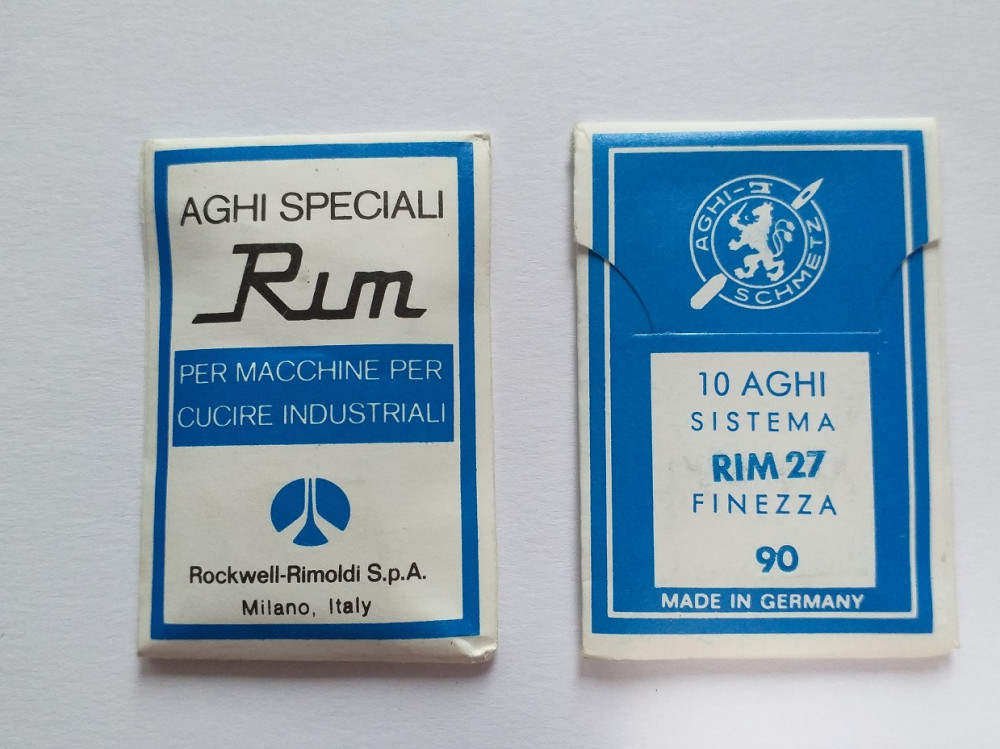 AGHI SPECIALI
Rim
PER MACCHINE PER
CUCIRE INDUSTRIALI
Rockwell-Rimoldi S.p.A.
Milano, Italy
AGHI-
SCHMETZ
10 AGHI
SISTEMA
RIM 27
FINEZZA
90
MADE IN GERMANY